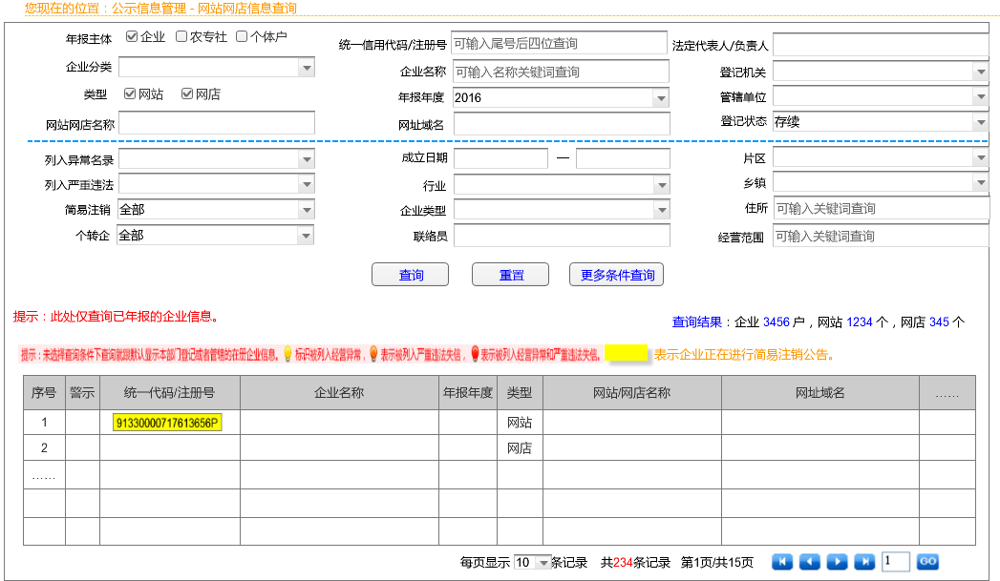 您现在的位置：公示信息管理 - 网站网店信息查询
年报主体 企业 农专社 个体户 统一信用代码/注册号 可输入尾号后四位查询 法定代表人/负责人
企业分类 企业名称 可输入名称关键词查询 登记机关
类型 网站 网店 年报年度 2016 管辖单位
网站网店名称 网址域名 登记状态 存续
列入异常名录 成立日期 — 片区
列入严重违法 行业 乡镇
简易注销 全部 企业类型 住所 可输入关键词查询
个转企 全部 联络员 经营范围 可输入关键词查询
查询 重置 更多条件查询
提示：此处仅查询已年报的企业信息。
查询结果：企业 3456 户，网站 1234 个，网店 345 个
提示：未选择查询条件下查询就跟默认显示本部门登记或者管辖的在册企业信息。 标识被列入经营异常， 表示被列入严重违法失信， 表示被列入经营异常和严重违法失信。 表示企业正在进行简易注销公告。
序号 警示 统一代码/注册号 企业名称 年报年度 类型 网站/网店名称 网址域名 ……
1 91330000717613656P 网站
2 网店
……
每页显示 10 条记录 共234条记录 第1页/共15页 1 GO